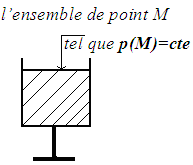 l'ensemble de point M
tel que p(M)=cte